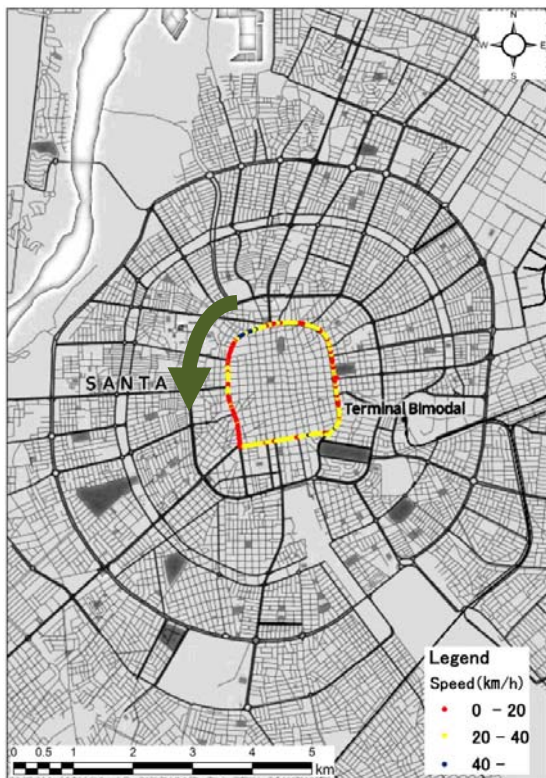 N
W E
S
SANTA
Terminal Bimodal
Legend
Speed(km/h)
0 - 20
20 - 40
40 -
0 0.5 1 2 3 4 5
km